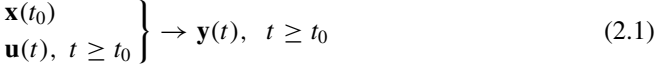 x(t₀)
u(t), t ≥ t₀ } → y(t), t ≥ t₀ (2.1)